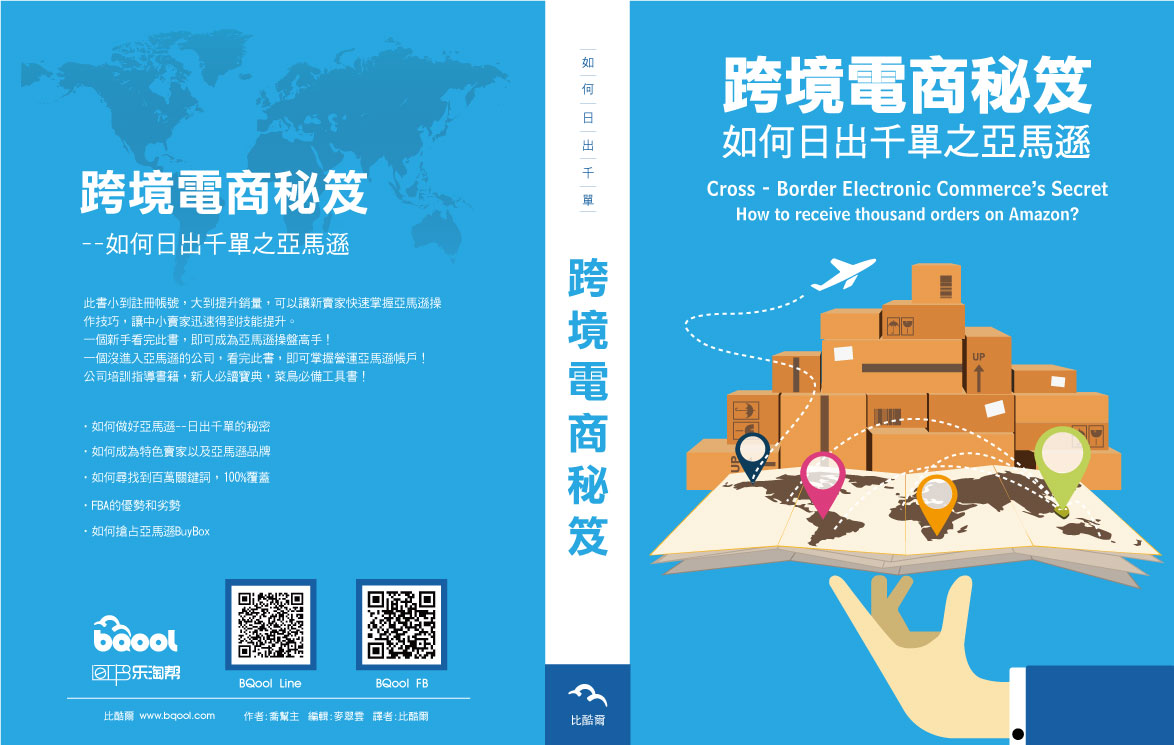 跨境電商秘笈
--如何日出千單之亞馬遜
此書小到註冊帳號，大到提升銷量，可以讓新賣家快速掌握亞馬遜操
作技巧，讓中小賣家迅速得到技能提升。
一個新手看完此書，即可成為亞馬遜操盤高手！
一個沒進入亞馬遜的公司，看完此書，即可掌握營運亞馬遜帳戶！
公司培訓指導書籍，新人必讀寶典，菜鳥必備工具書！
·如何做好亞馬遜--日出千單的秘密
·如何成為特色賣家以及亞馬遜品牌
·如何尋找到百萬關鍵詞，100%覆蓋
·FBA的優勢和劣勢
·如何搶占亞馬遜BuyBox
bqool
乐淘帮
BQool Line
BQool FB
比酷爾 www.bqool.com 作者:喬幫主 編輯:麥翠雲 譯者:比酷爾
如何日出千單
跨境電商秘笈
比酷爾
跨境電商秘笈
如何日出千單之亞馬遜
Cross - Border Electronic Commerce's Secret
How to receive thousand orders on Amazon?
UP
UP